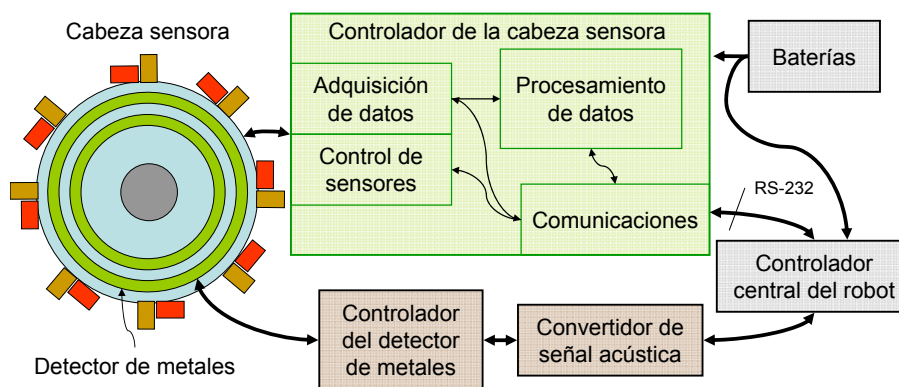 Cabeza sensora
Controlador de la cabeza sensora
Adquisición
de datos
Procesamiento
de datos
Control de
sensores
Comunicaciones
Baterías
RS-232
Controlador
central del robot
Controlador
del detector
de metales
Convertidor de
señal acústica
Detector de metales